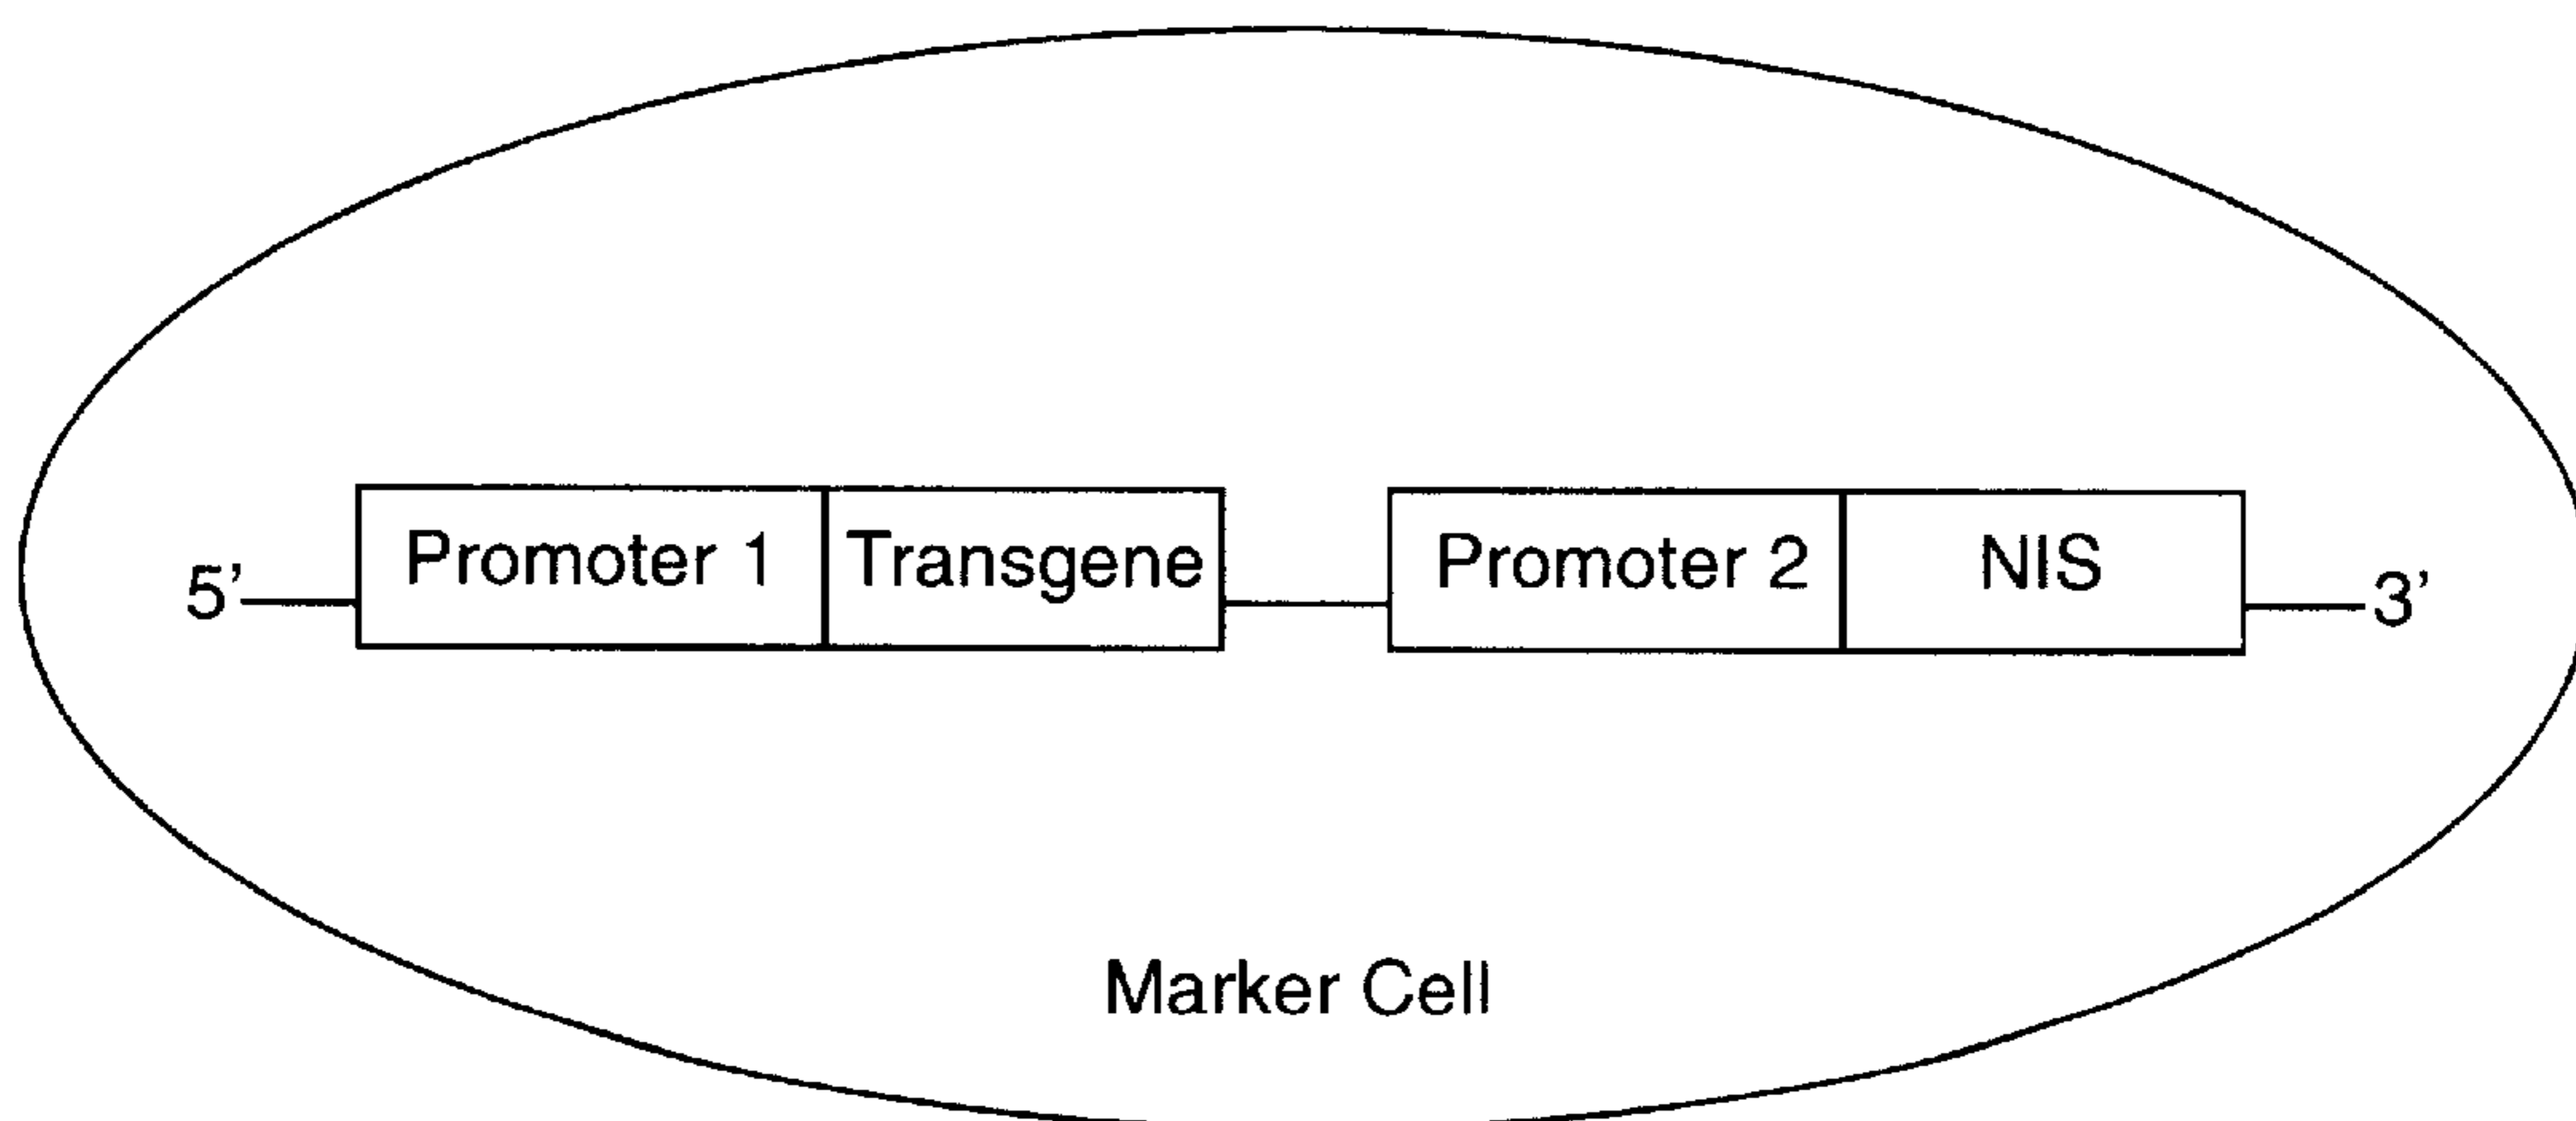 5’ Promoter 1 Transgene Promoter 2 NIS 3’
Marker Cell